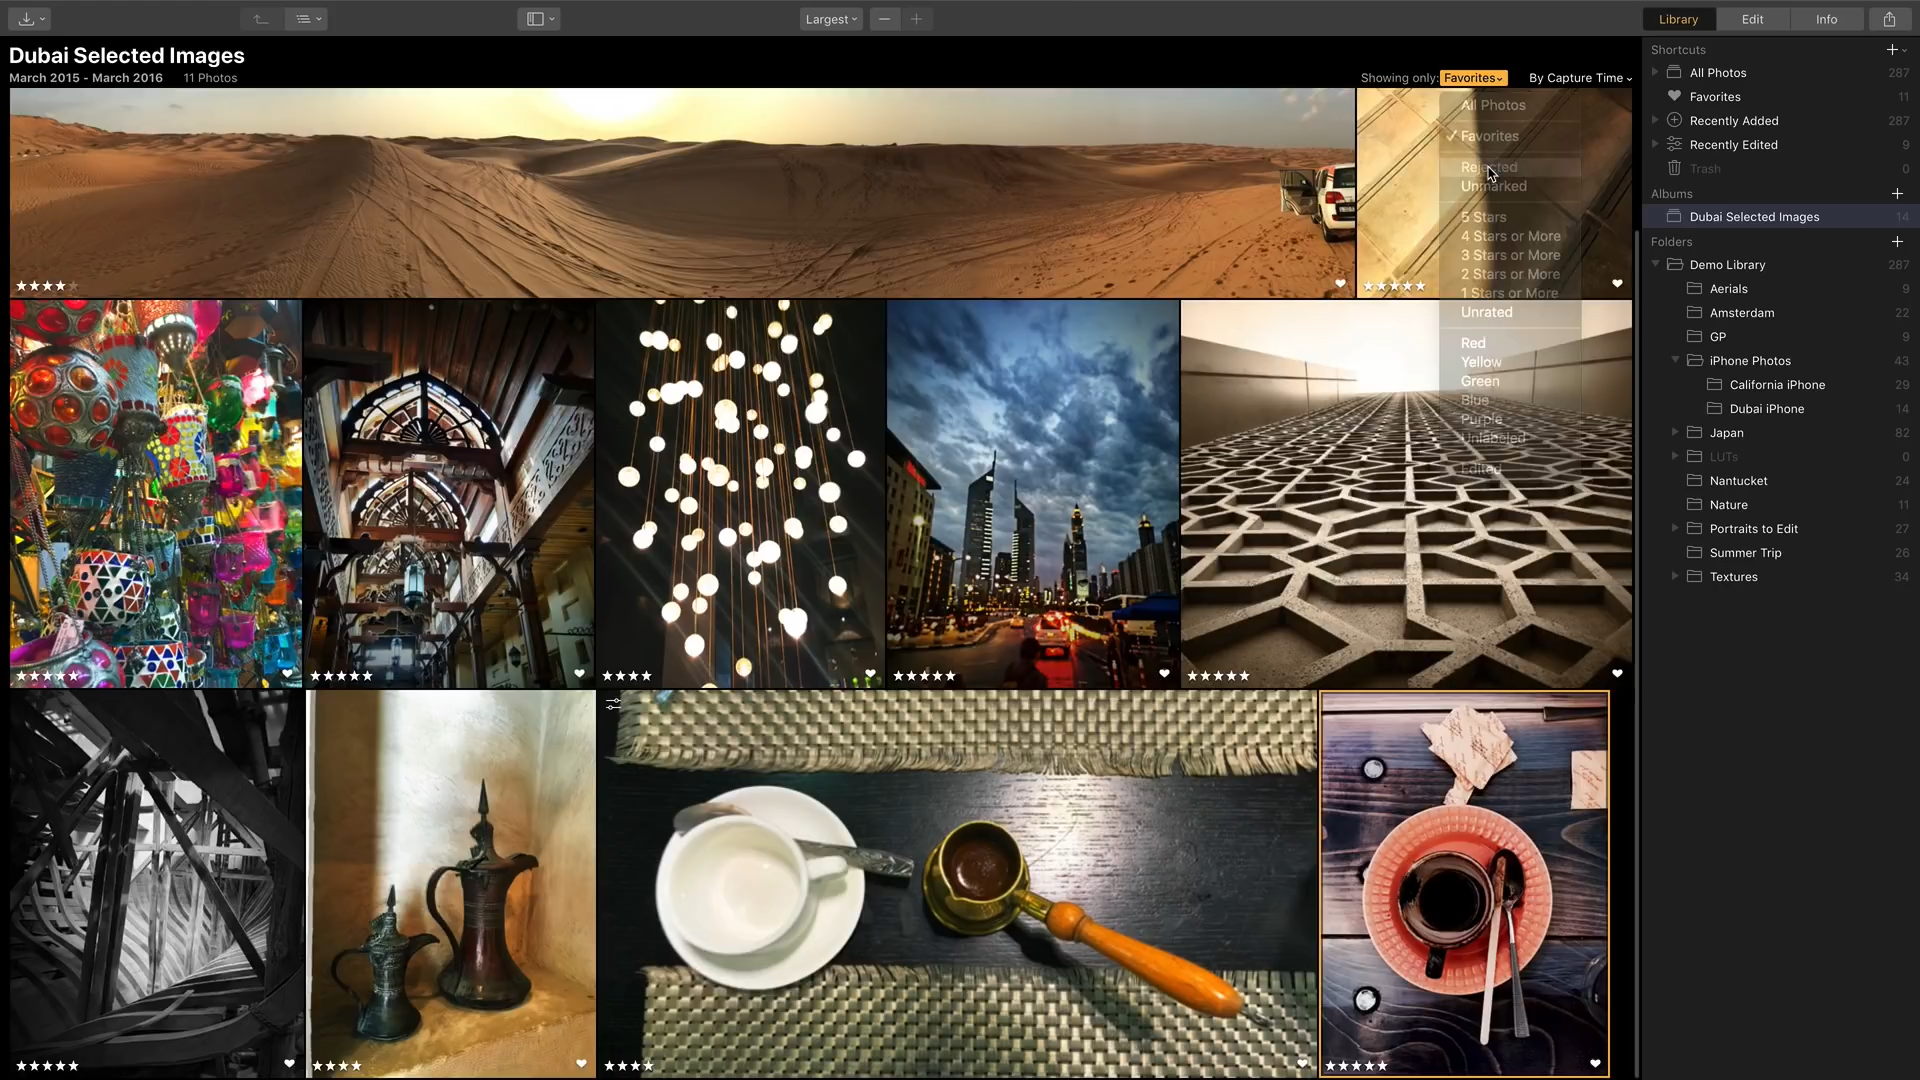 Largest
Library
Edit
Info
Dubai Selected Images
March 2015 - March 2016 11 Photos
Showing only: Favorites
By Capture Time
All Photos
Favorites
Rejected
Unmarked
5 Stars
4 Stars or More
3 Stars or More
2 Stars or More
1 Stars or More
Unrated
Red
Yellow
Green
Blue
Purple
Unlabeled
Edited
Shortcuts
All Photos 287
Favorites 11
Recently Added 287
Recently Edited 9
Trash 0
Albums
Dubai Selected Images 14
Folders
Demo Library 287
Aerials 9
Amsterdam 22
GP 9
iPhone Photos 43
California iPhone 29
Dubai iPhone 14
Japan 82
LUTs 0
Nantucket 24
Nature 11
Portraits to Edit 27
Summer Trip 26
Textures 34